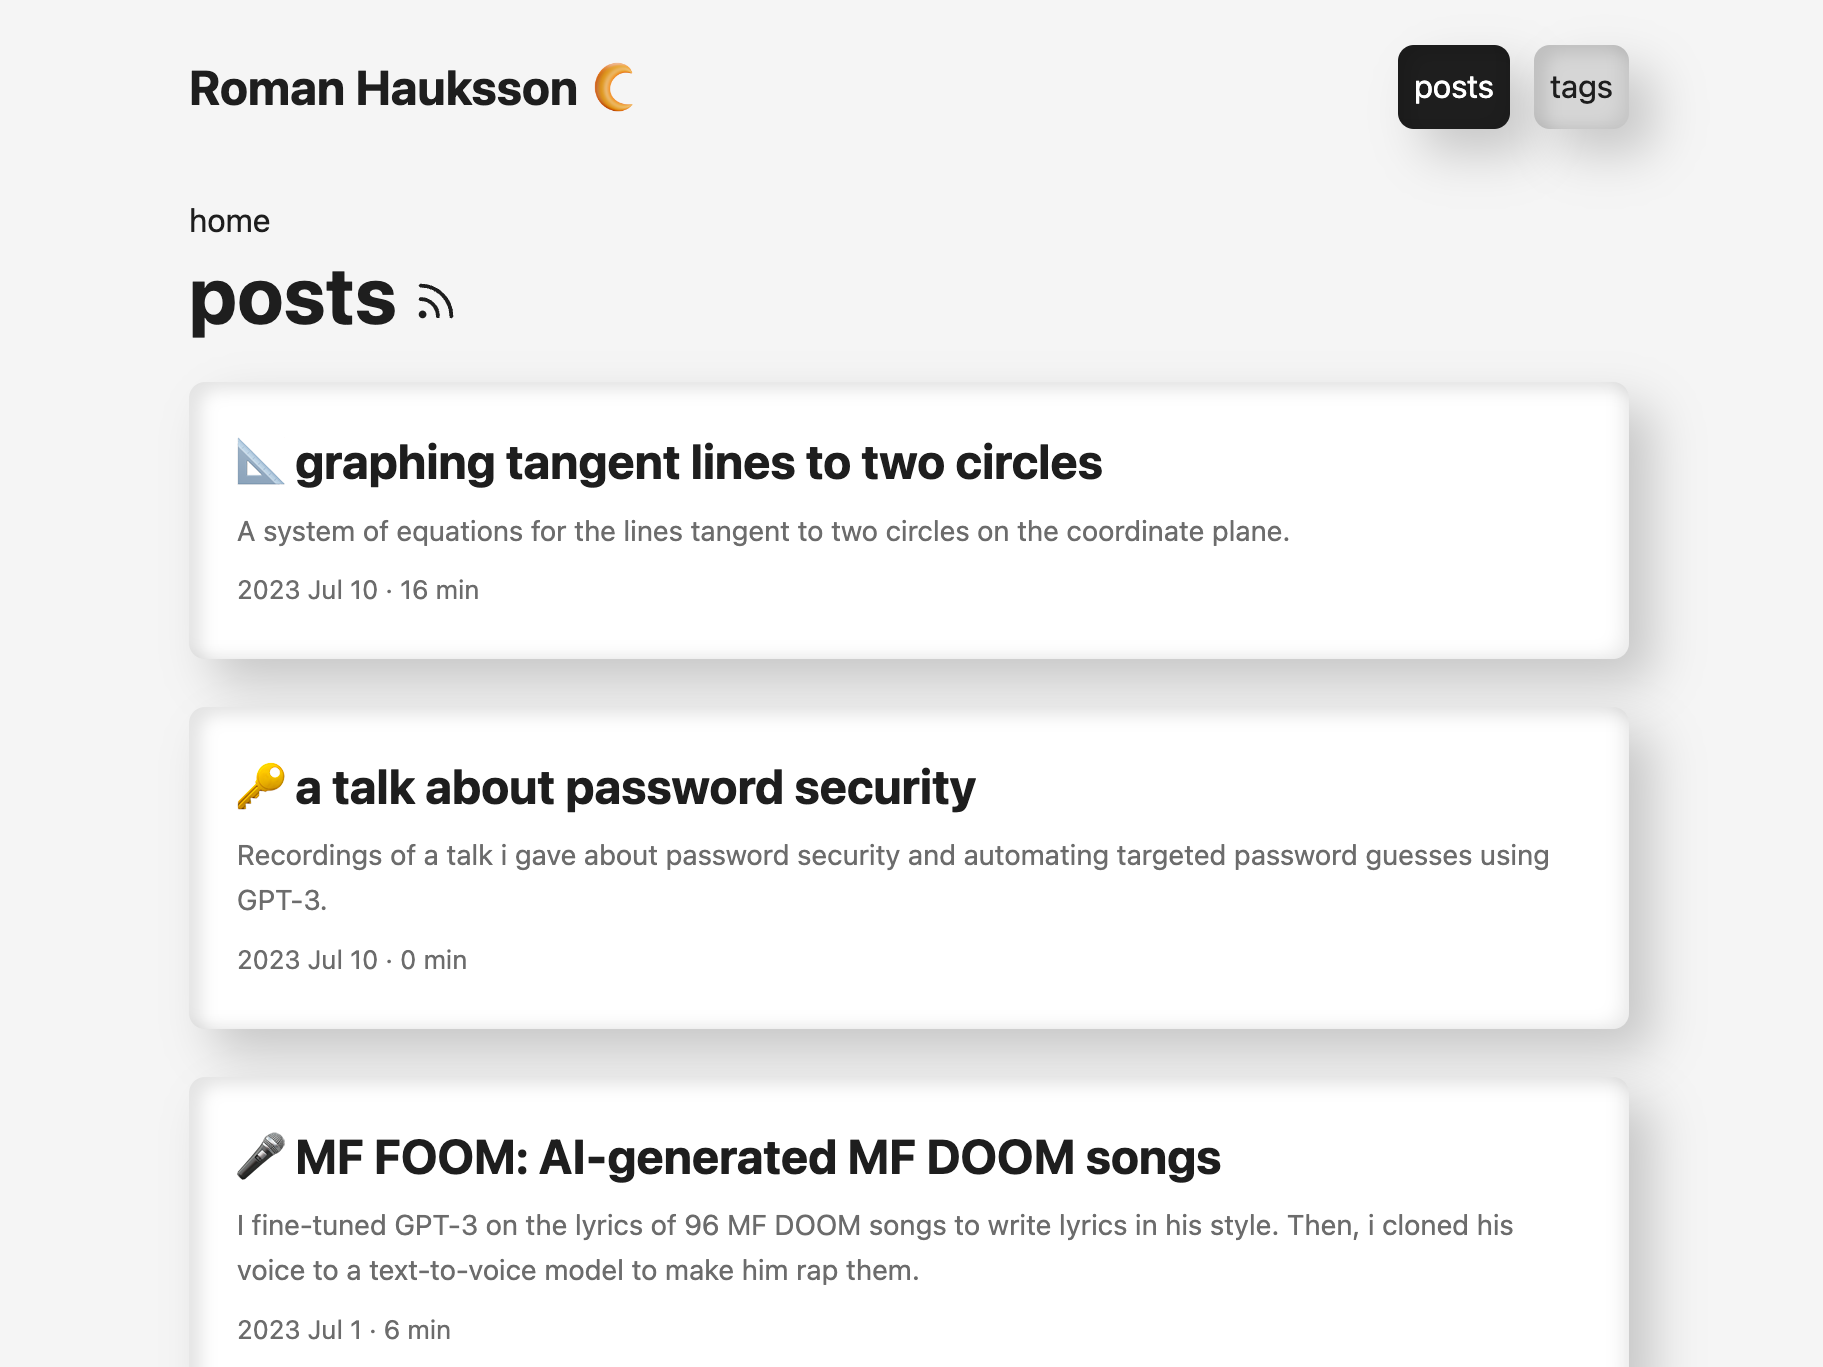 Roman Hauksson
posts
tags
home
posts
graphing tangent lines to two circles
A system of equations for the lines tangent to two circles on the coordinate plane.
2023 Jul 10 · 16 min
a talk about password security
Recordings of a talk i gave about password security and automating targeted password guesses using
GPT-3.
2023 Jul 10 · 0 min
MF FOOM: AI-generated MF DOOM songs
I fine-tuned GPT-3 on the lyrics of 96 MF DOOM songs to write lyrics in his style. Then, i cloned his
voice to a text-to-voice model to make him rap them.
2023 Jul 1 · 6 min